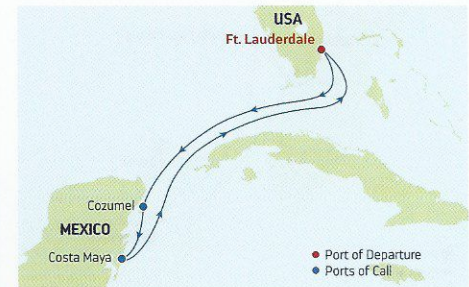 USA
Ft. Lauderdale
Cozumel
MEXICO
Costa Maya
Port of Departure
Ports of Call